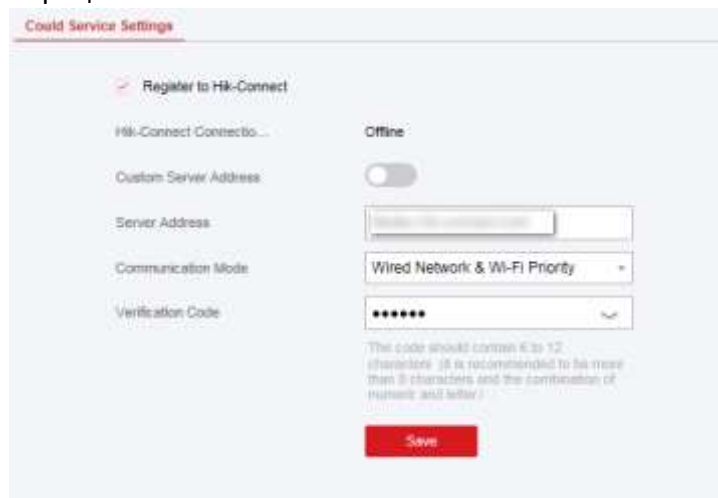 Could Service Settings
Register to Hik-Connect
Hik-Connect Connectio... Offline
Custom Server Address
Server Address
Communication Mode Wired Network & Wi-Fi Priority
Verification Code ••••••
The code should contain 6 to 12
characters (it is recommended to be more
than 8 characters and the combination of
numeric and letter.)
Save